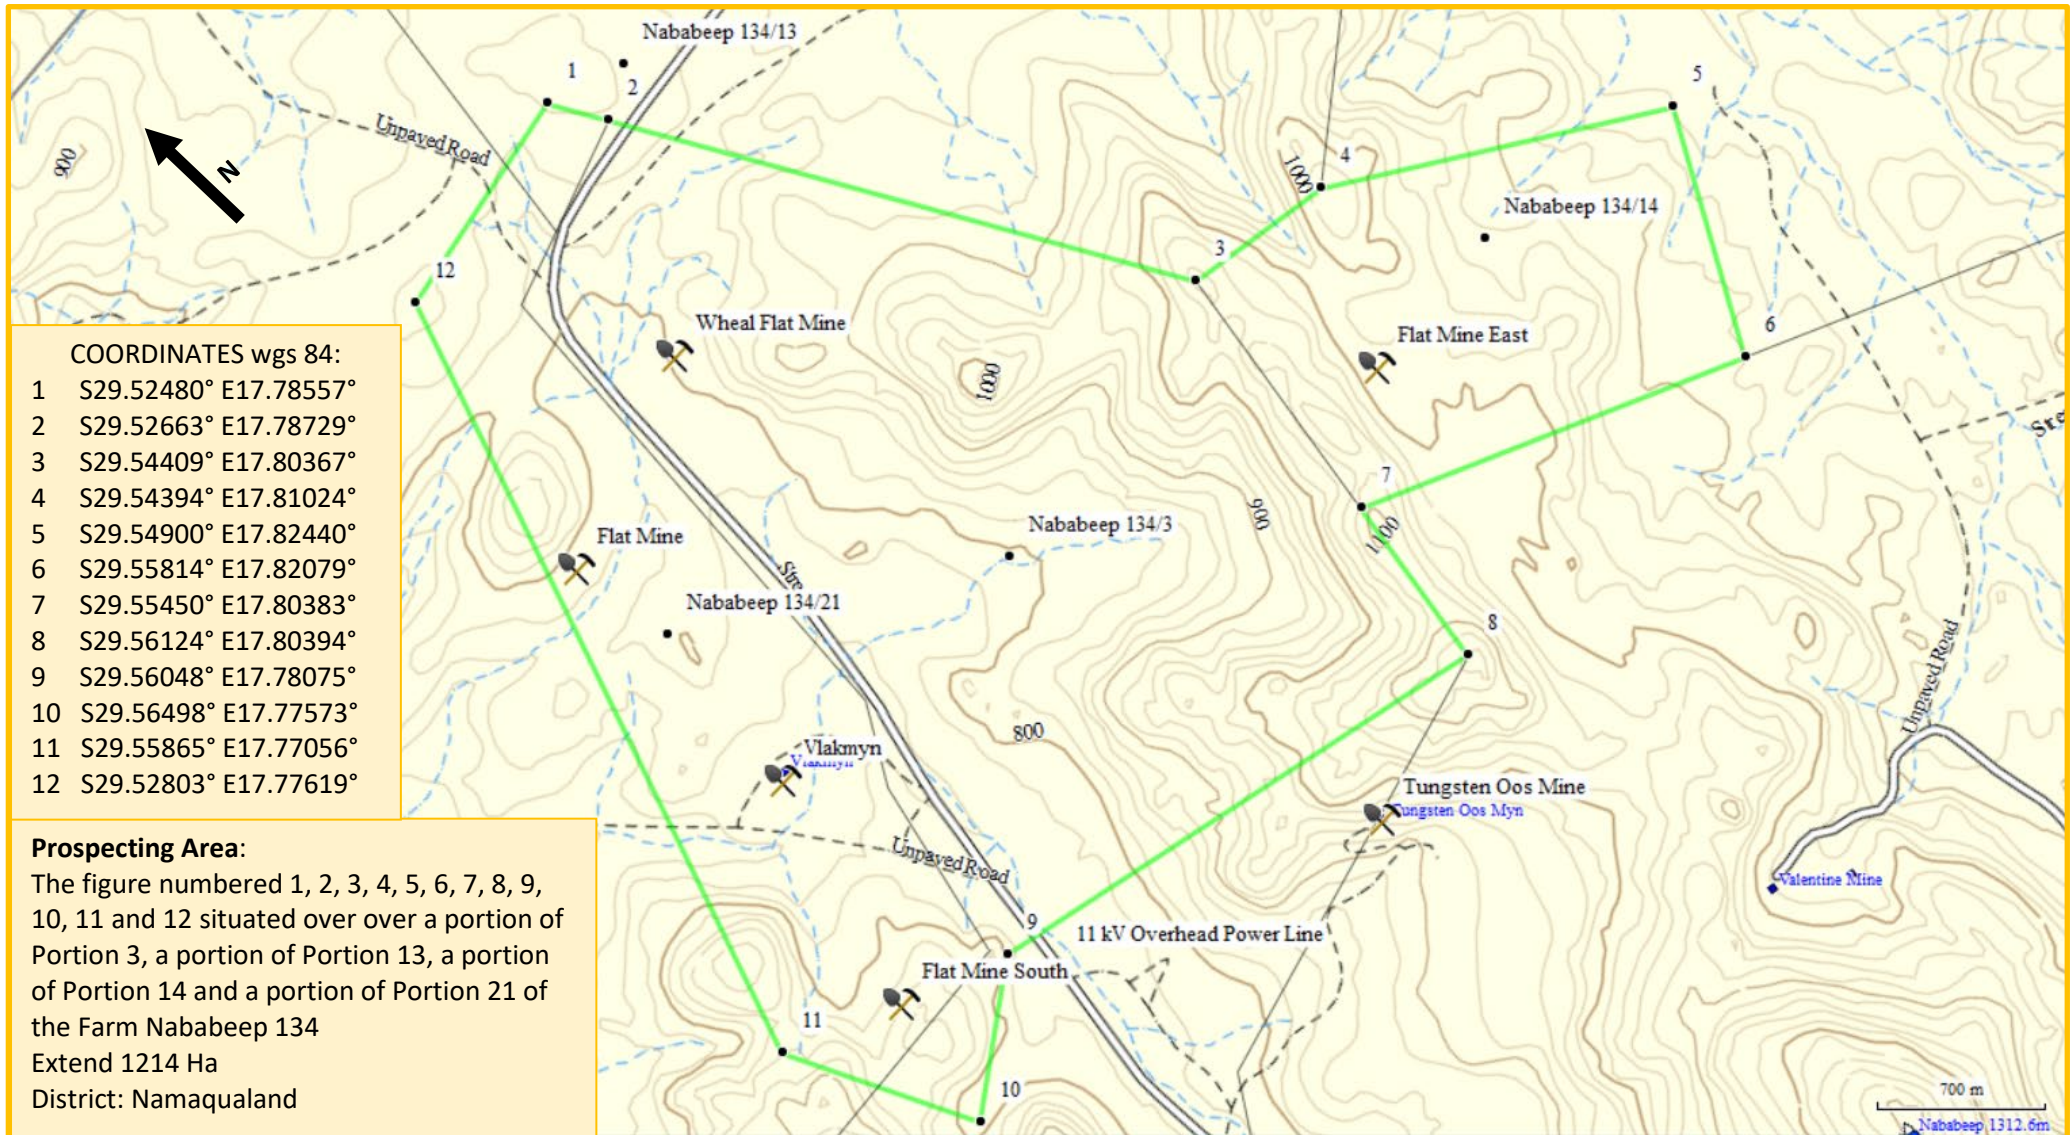 Nababeep 134/13
1
2
5
Unpaved Road
900
N
1000
4
Nababeep 134/14
3
12
6
Wheal Flat Mine
Flat Mine East
1000
COORDINATES wgs 84:
1 S29.52480° E17.78557°
2 S29.52663° E17.78729°
3 S29.54409° E17.80367°
4 S29.54394° E17.81024°
5 S29.54900° E17.82440°
6 S29.55814° E17.82079°
7 S29.55450° E17.80383°
8 S29.56124° E17.80394°
9 S29.56048° E17.78075°
10 S29.56498° E17.77573°
11 S29.55865° E17.77056°
12 S29.52803° E17.77619°
Stre
7
900
1100
Flat Mine
Nababeep 134/3
Stre
Nababeep 134/21
8
Unpaved Road
800
Vlakmyn
Vlakmyn
Tungsten Oos Mine
Tungsten Oos Myn
Unpaved Road
Valentine Mine
Prospecting Area:
The figure numbered 1, 2, 3, 4, 5, 6, 7, 8, 9,
10, 11 and 12 situated over over a portion of
Portion 3, a portion of Portion 13, a portion
of Portion 14 and a portion of Portion 21 of
the Farm Nababeep 134
Extend 1214 Ha
District: Namaqualand
9
11 kV Overhead Power Line
Flat Mine South
11
10
700 m
Nababeep 1312.6m